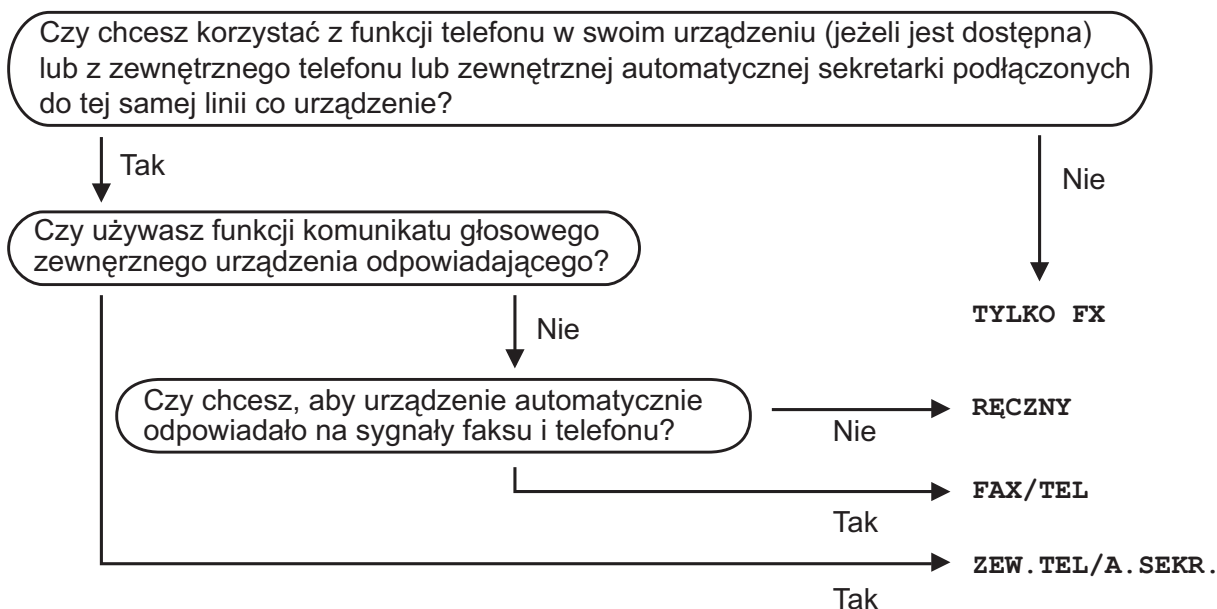 Czy chcesz korzystać z funkcji telefonu w swoim urządzeniu (jeżeli jest dostępna)
lub z zewnętrznego telefonu lub zewnętrznej automatycznej sekretarki podłączonych
do tej samej linii co urządzenie?
Tak
Nie
Czy używasz funkcji komunikatu głosowego
zewnęrznego urządzenia odpowiadającego?
TYLKO FX
Nie
Czy chcesz, aby urządzenie automatycznie
odpowiadało na sygnały faksu i telefonu?
Nie
RĘCZNY
FAX/TEL
Tak
ZEW.TEL/A.SEKR.
Tak